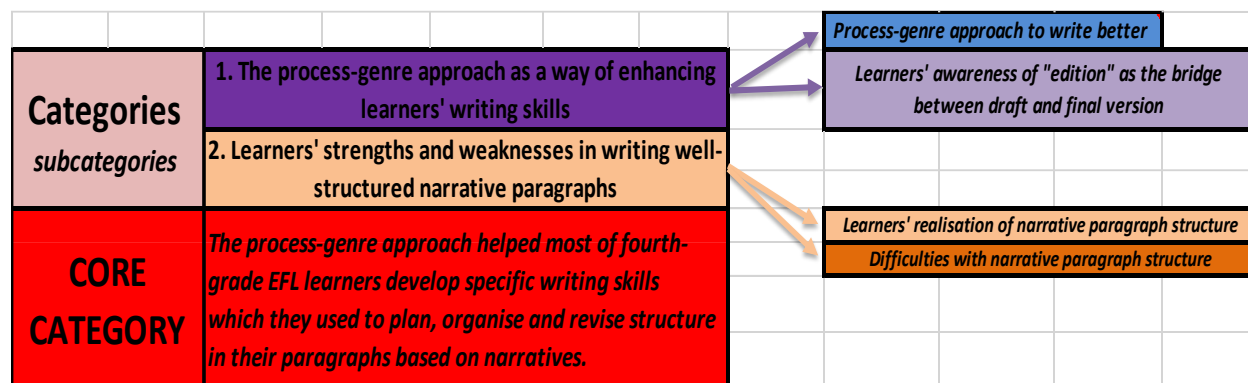 Categories
subcategories
1. The process-genre approach as a way of enhancing
learners' writing skills
Process-genre approach to write better
Learners' awareness of "edition" as the bridge
between draft and final version
2. Learners' strengths and weaknesses in writing well-
structured narrative paragraphs
Learners' realisation of narrative paragraph structure
Difficulties with narrative paragraph structure
CORE
CATEGORY
The process-genre approach helped most of fourth-
grade EFL learners develop specific writing skills
which they used to plan, organise and revise structure
in their paragraphs based on narratives.